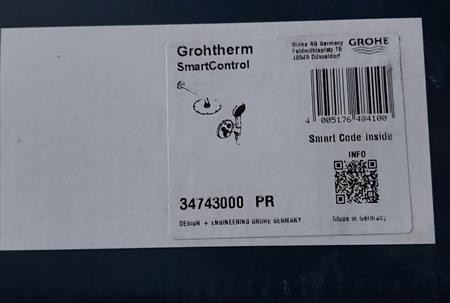 Grohtherm
SmartControl
Grohe AG Germany
Feldmühleplatz 15
40545 Düsseldorf
GROHE
4 005176 484100
Smart Code inside
INFO
34743000 PR
DESIGN + ENGINEERING GROHE GERMANY
Made in Germany